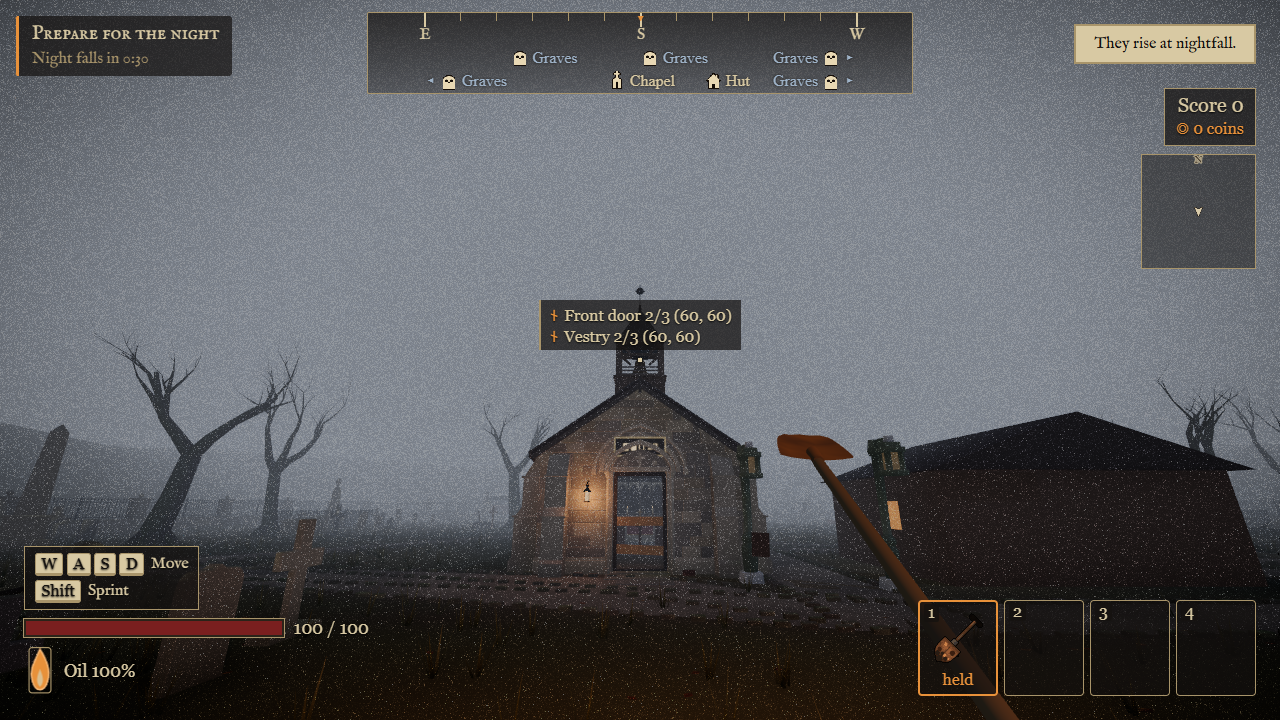 Prepare for the night
Night falls in 0:30
E
S
W
Graves
Graves
Graves
Graves
Chapel
Hut
Graves
They rise at nightfall.
Score 0
0 coins
N
Front door 2/3 (60, 60)
Vestry 2/3 (60, 60)
W A S D Move
Shift Sprint
100 / 100
Oil 100%
1
held
2
3
4